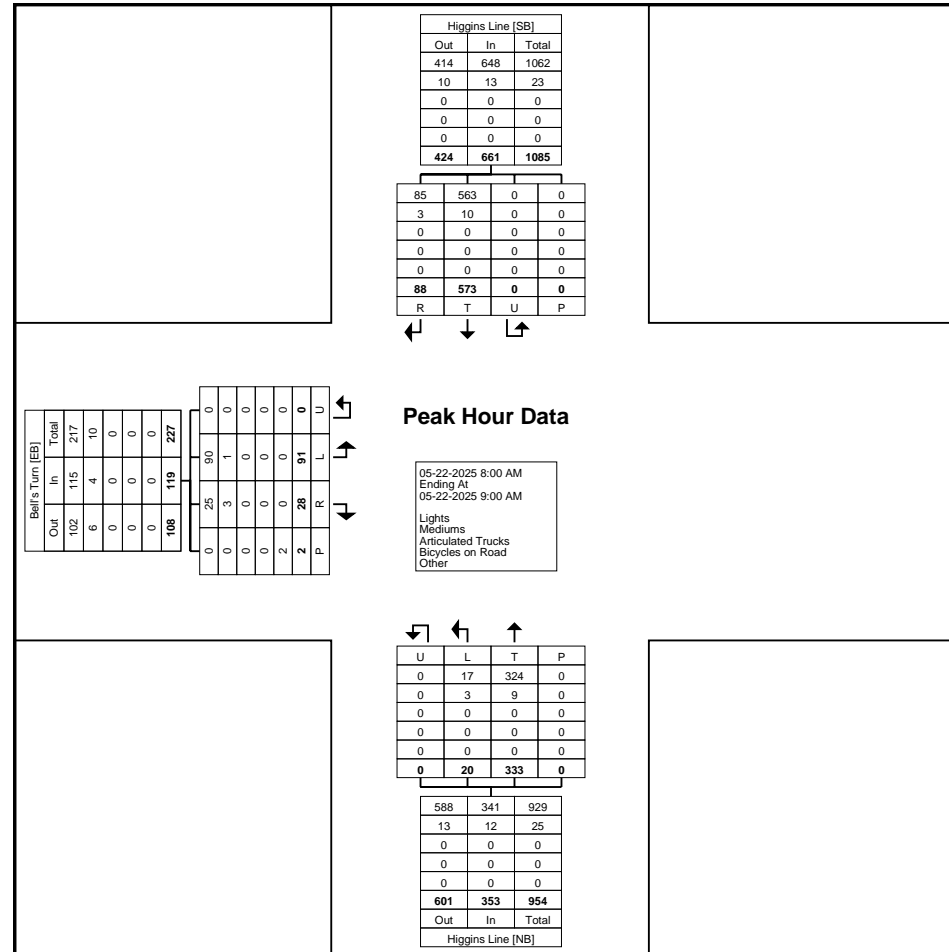 Higgins Line [SB]
Out In Total
414 648 1062
10 13 23
0 0 0
0 0 0
0 0 0
424 661 1085
85 563 0 0
3 10 0 0
0 0 0 0
0 0 0 0
0 0 0 0
88 573 0 0
R T U P
Bell's Turn [EB]
Out In Total
102 115 217
6 4 10
0 0 0
0 0 0
0 0 0
108 119 227
0 25 90 0
0 3 1 0
0 0 0 0
0 0 0 0
2 0 0 0
2 28 91 0
P R L U
Peak Hour Data
05-22-2025 8:00 AM
Ending At
05-22-2025 9:00 AM
Lights
Mediums
Articulated Trucks
Bicycles on Road
Other
U L T P
0 17 324 0
0 3 9 0
0 0 0 0
0 0 0 0
0 0 0 0
0 20 333 0
588 341 929
13 12 25
0 0 0
0 0 0
0 0 0
601 353 954
Out In Total
Higgins Line [NB]